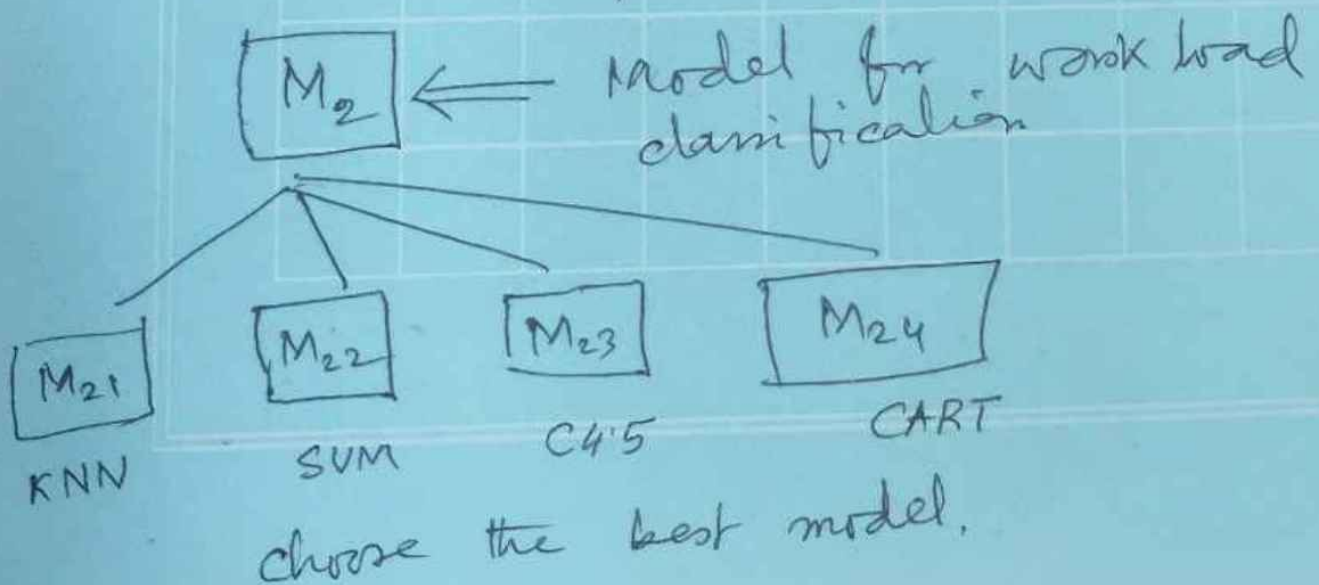 M2 ⇐ Model for work load
classification
M21 M22 M23 M24
KNN SVM C4.5 CART
choose the best model.